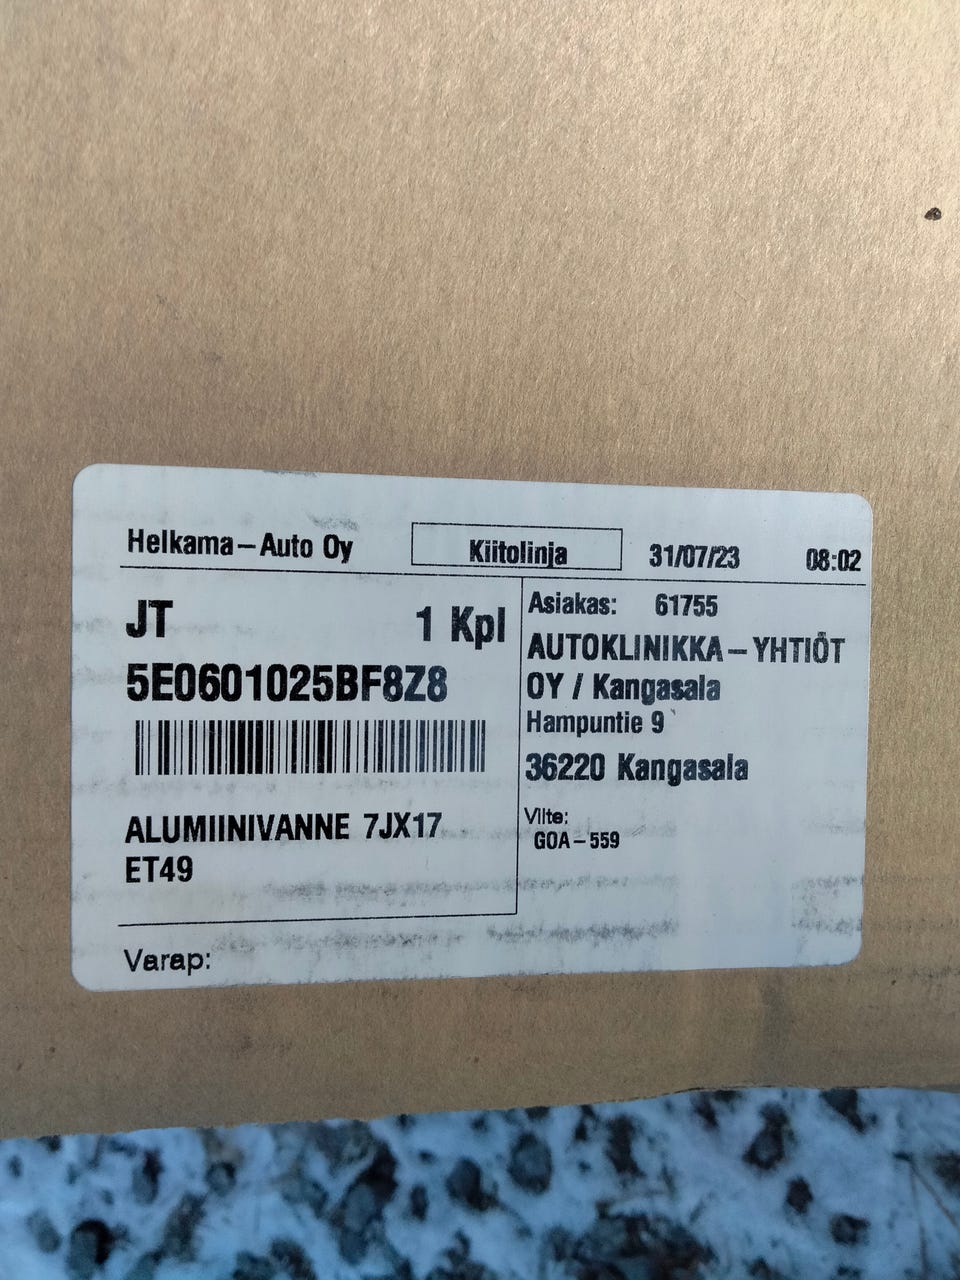 Helkama-Auto Oy
Kiitolinja
31/07/23
08:02
JT
1 Kpl
5E0601025BF8Z8
ALUMIINIVANNE 7JX17
ET49
Varap:
Asiakas: 61755
AUTOKLINIKKA-YHTIÖT
OY / Kangasala
Hampuntie 9
36220 Kangasala
Viite:
GOA-559